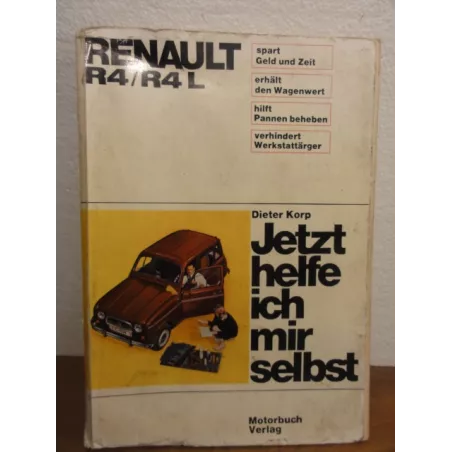 RENAULT
R4/R4L
spart
Geld und Zeit
erhält
den Wagenwert
hilft
Pannen beheben
verhindert
Werkstattärger
Dieter Korp
Jetzt
helfe
ich
mir
selbst
Motorbuch
Verlag